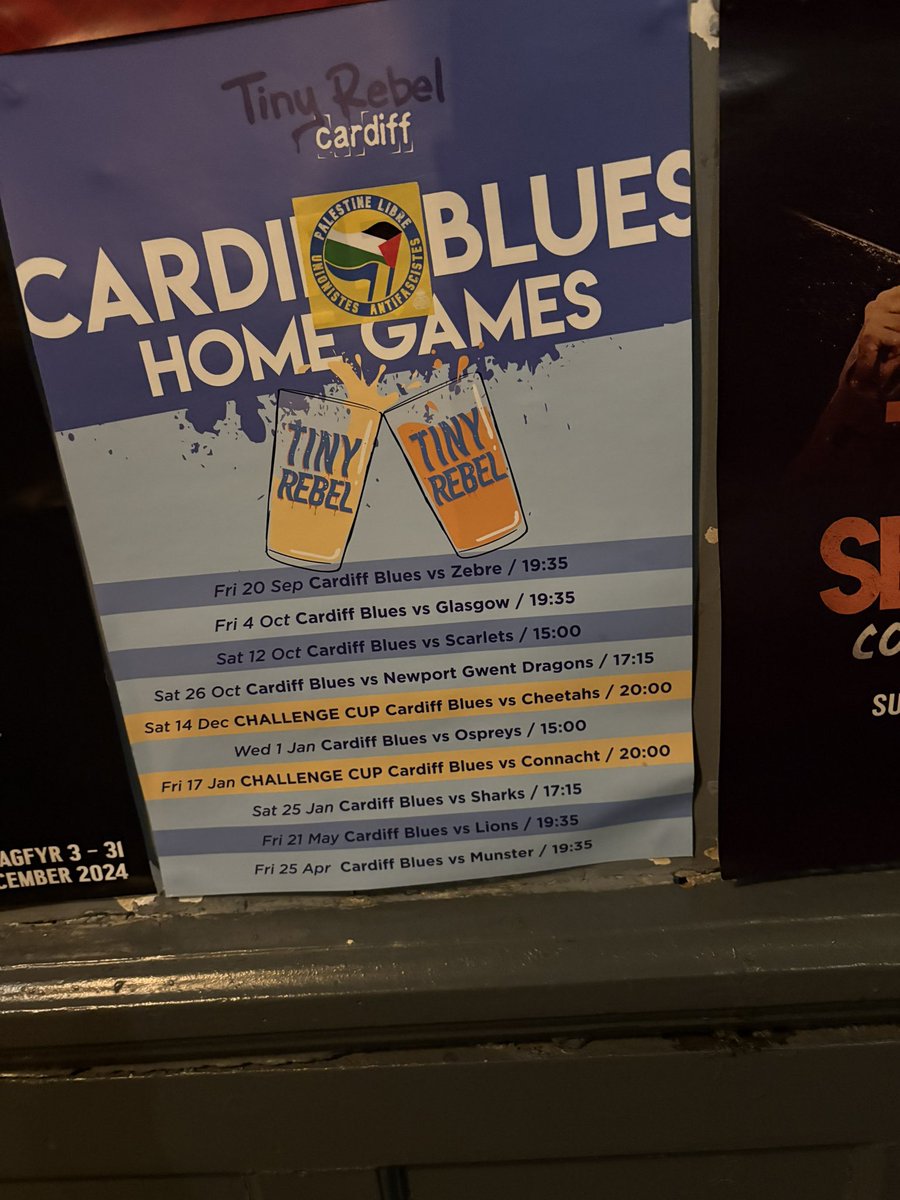 Tiny Rebel
cardiff
CARDI BLUES
PALESTINE LIBRE
UNIONISTES ANTIFASCISTES
HOME GAMES
TINY REBEL
TINY REBEL
Fri 20 Sep Cardiff Blues vs Zebre / 19:35
Fri 4 Oct Cardiff Blues vs Glasgow / 19:35
Sat 12 Oct Cardiff Blues vs Scarlets / 15:00
Sat 26 Oct Cardiff Blues vs Newport Gwent Dragons / 17:15
Sat 14 Dec CHALLENGE CUP Cardiff Blues vs Cheetahs / 20:00
Wed 1 Jan Cardiff Blues vs Ospreys / 15:00
Fri 17 Jan CHALLENGE CUP Cardiff Blues vs Connacht / 20:00
Sat 25 Jan Cardiff Blues vs Sharks / 17:15
Fri 21 May Cardiff Blues vs Lions / 19:35
Fri 25 Apr Cardiff Blues vs Munster / 19:35
AGFYR 3 – 31
CEMBER 2024
CO
SU